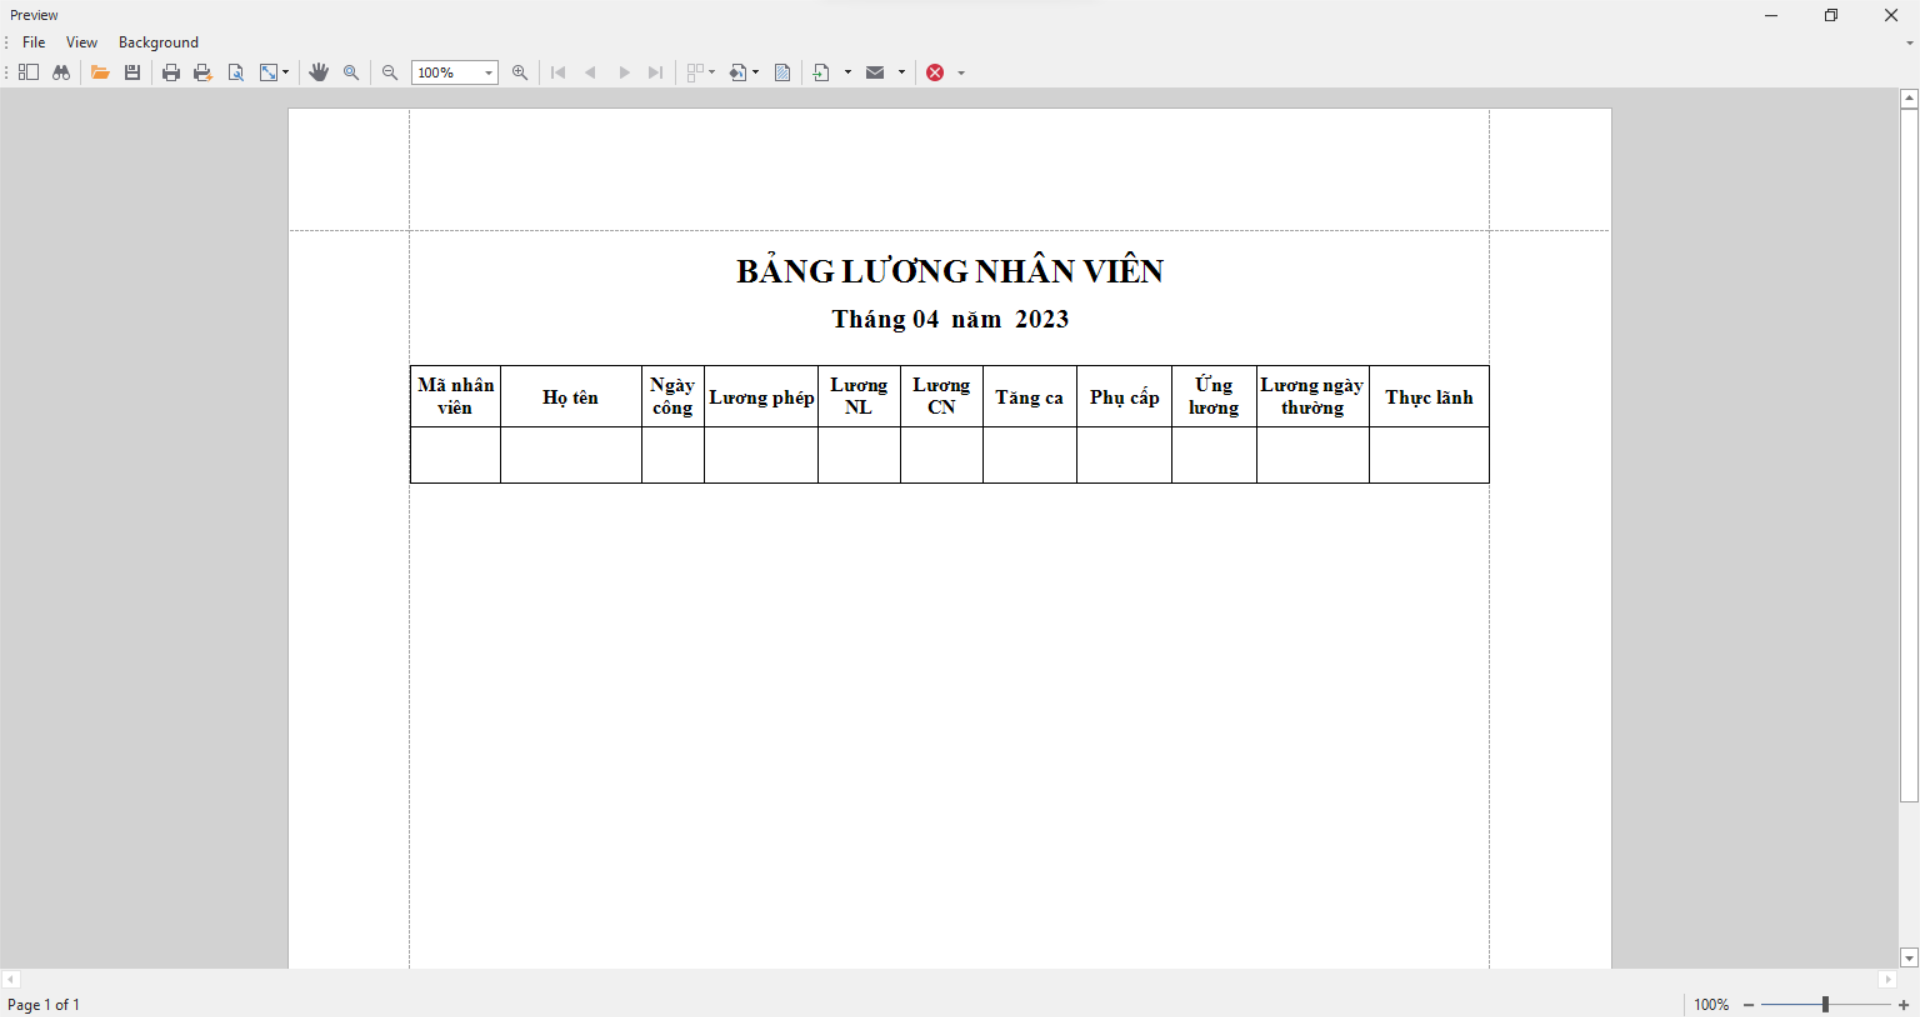 Preview
File View Background
100%
BẢNG LƯƠNG NHÂN VIÊN
Tháng 04 năm 2023
Mã nhân viên
Họ tên
Ngày công
Lương phép
Lương NL
Lương CN
Tăng ca
Phụ cấp
Ứng lương
Lương ngày thường
Thực lãnh
Page 1 of 1
100%